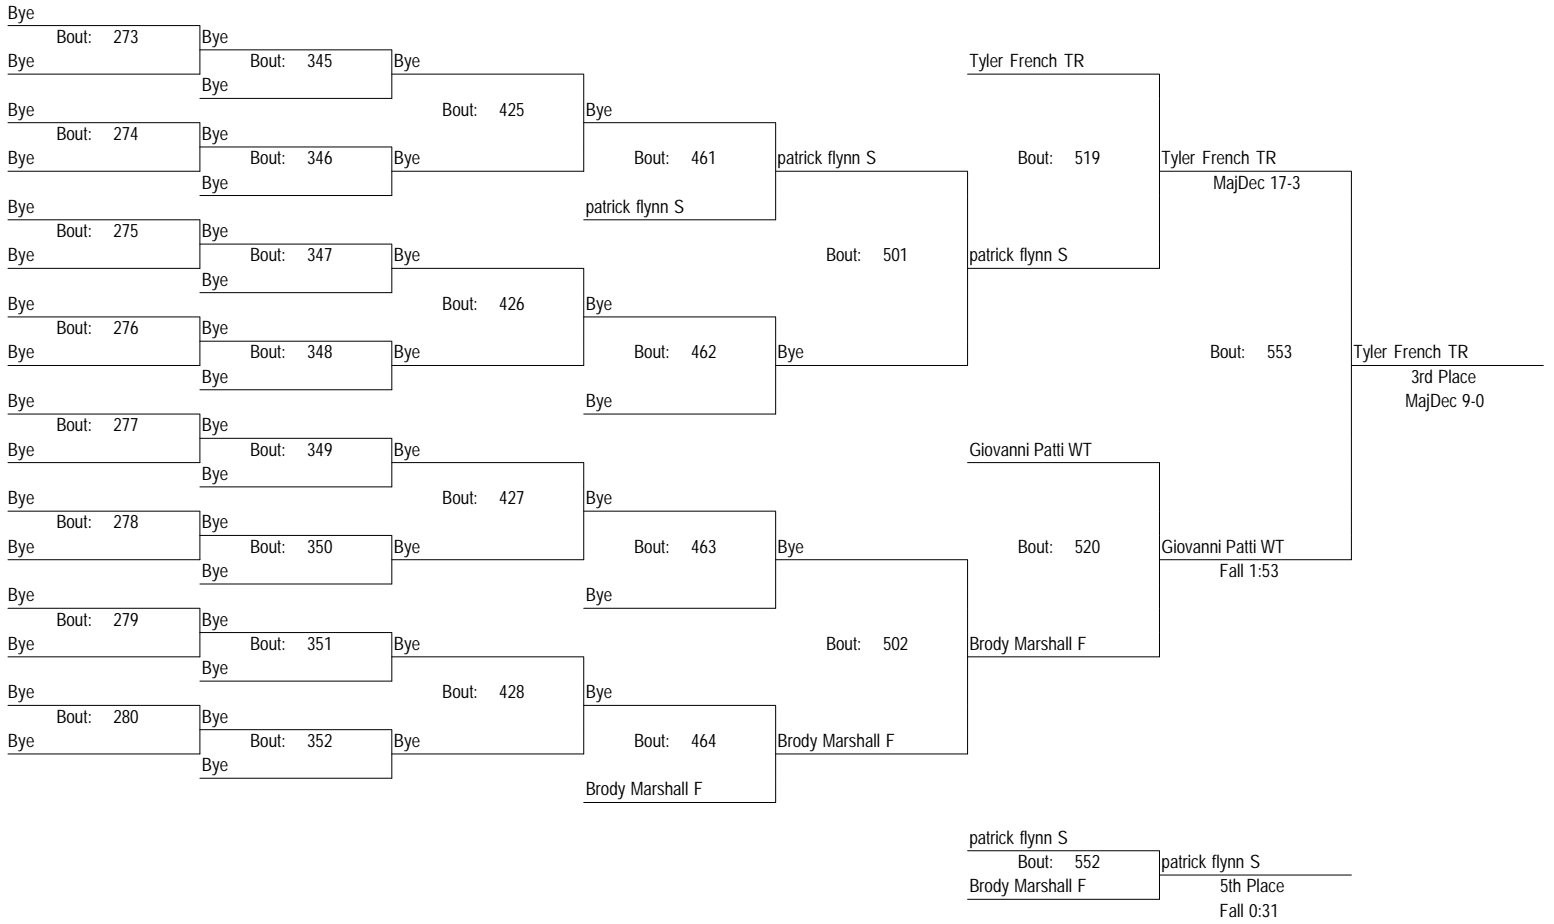 Bye
Bout: 273 Bye
Bye Bout: 345 Bye Tyler French TR
Bye
Bye Bout: 425 Bye
Bout: 274 Bye
Bye Bout: 346 Bye Bout: 461 patrick flynn S Bout: 519 Tyler French TR
Bye MajDec 17-3
Bye patrick flynn S
Bout: 275 Bye
Bye Bout: 347 Bye Bout: 501 patrick flynn S
Bye
Bye Bout: 426 Bye
Bout: 276 Bye
Bye Bout: 348 Bye Bout: 462 Bye Bout: 553 Tyler French TR
Bye 3rd Place
Bye Bye MajDec 9-0
Bout: 277 Bye
Bye Bout: 349 Bye Giovanni Patti WT
Bye
Bye Bout: 427 Bye
Bout: 278 Bye
Bye Bout: 350 Bye Bout: 463 Bye Bout: 520 Giovanni Patti WT
Bye Fall 1:53
Bye Bye
Bout: 279 Bye
Bye Bout: 351 Bye Bout: 502 Brody Marshall F
Bye
Bye Bout: 428 Bye
Bout: 280 Bye
Bye Bout: 352 Bye Bout: 464 Brody Marshall F
Bye
Brody Marshall F
patrick flynn S
Bout: 552 patrick flynn S
Brody Marshall F 5th Place
Fall 0:31